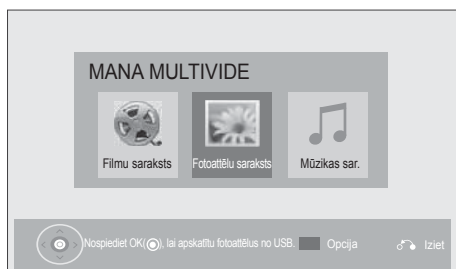 MANA MULTIVIDE
Filmu saraksts
Fotoattēlu saraksts
Mūzikas sar.
Nospiediet OK(◉), lai apskatītu fotoattēlus no USB. Opcija Iziet